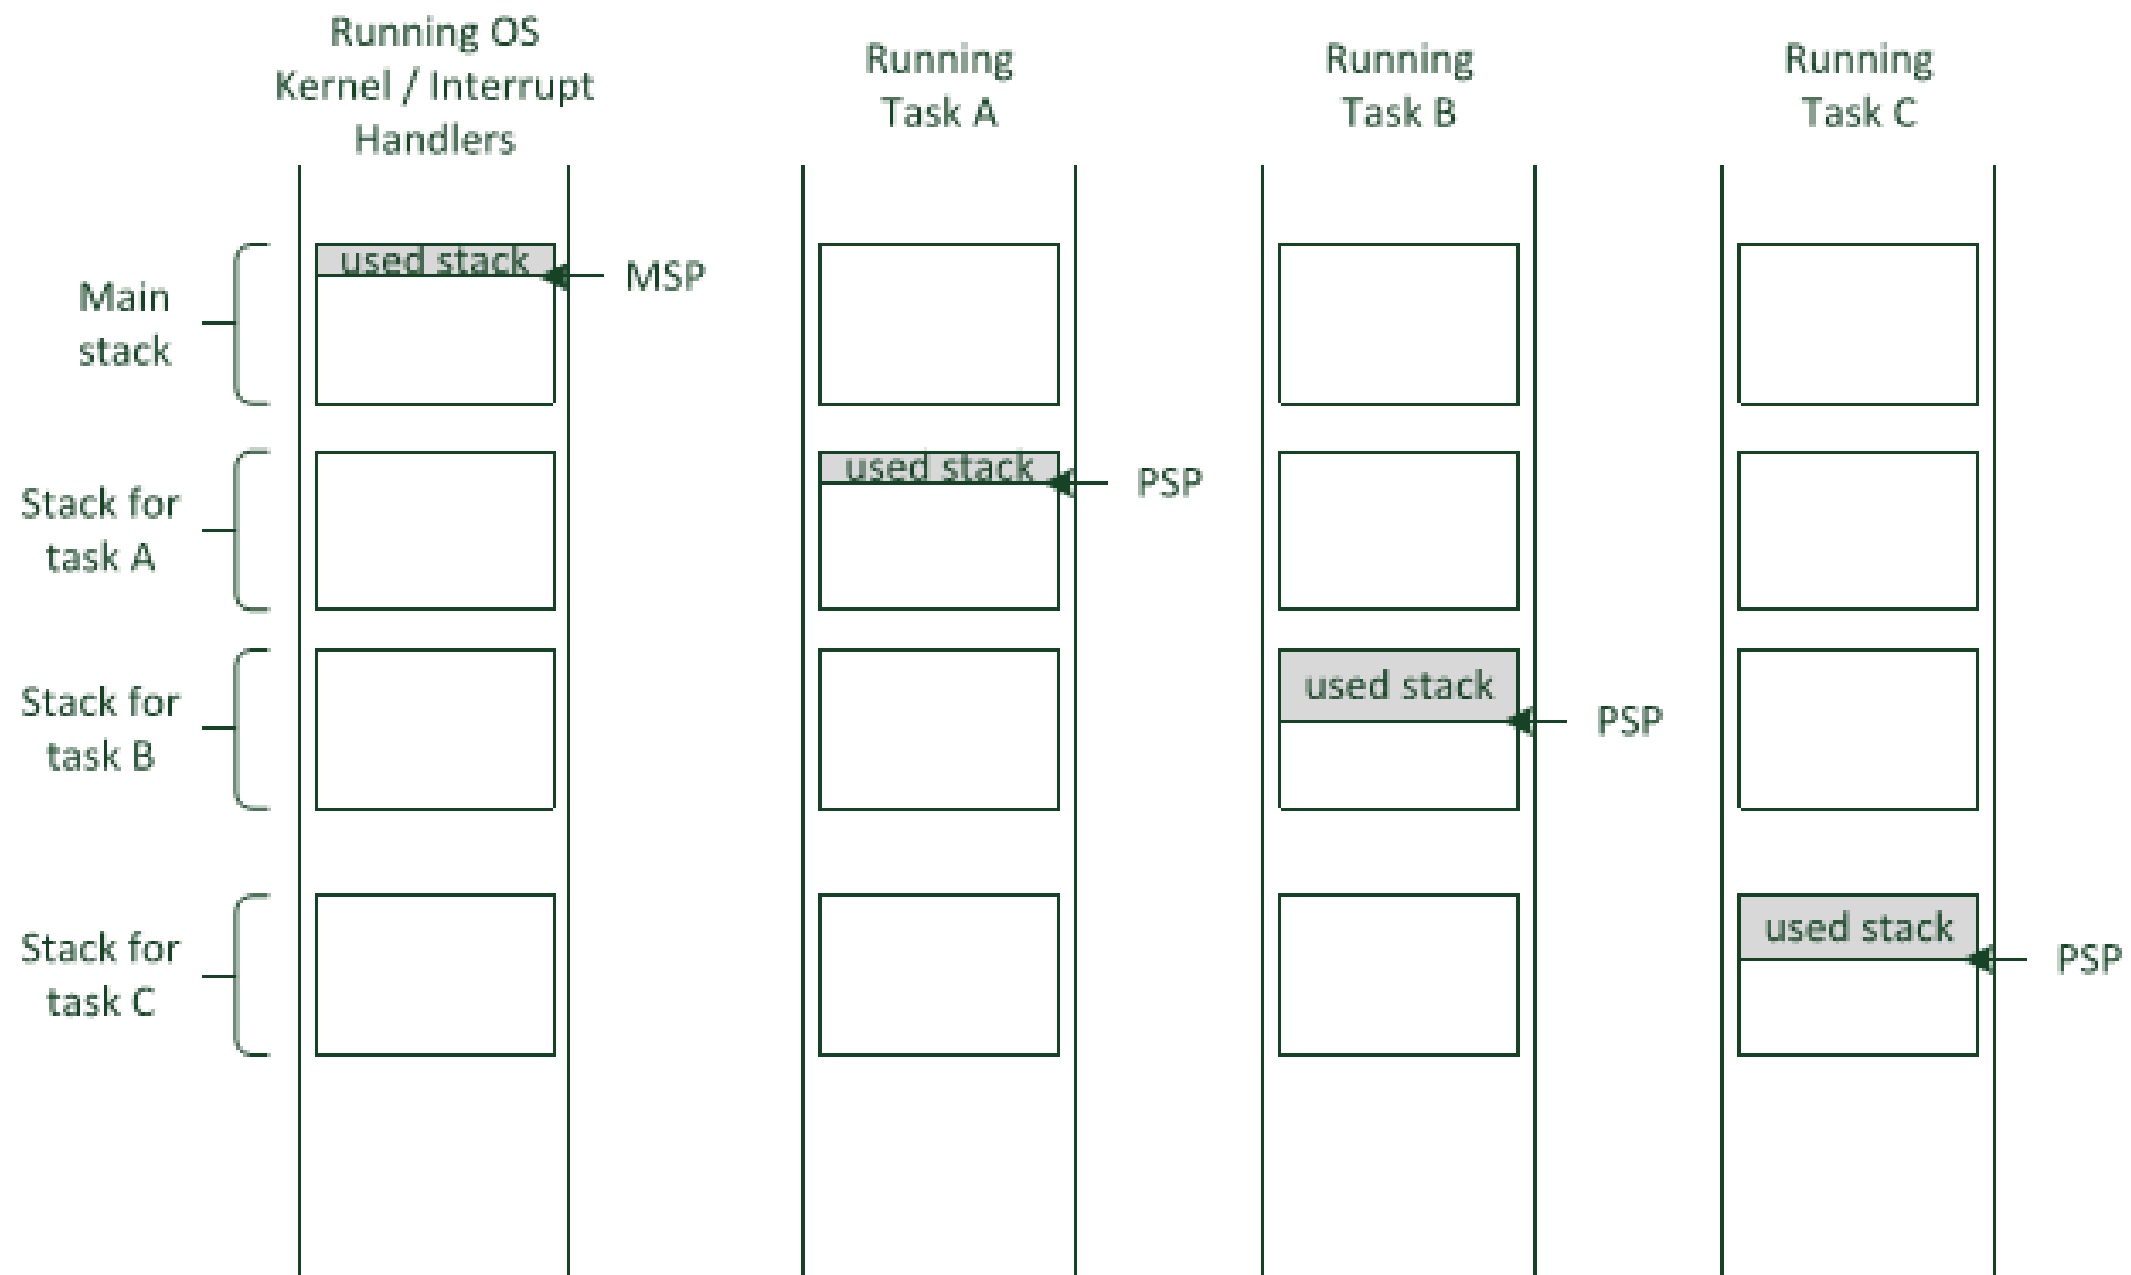 Running OS
Kernel / Interrupt
Handlers
Running
Task A
Running
Task B
Running
Task C
Main
stack
used stack
MSP
Stack for
task A
used stack
PSP
Stack for
task B
used stack
PSP
Stack for
task C
used stack
PSP